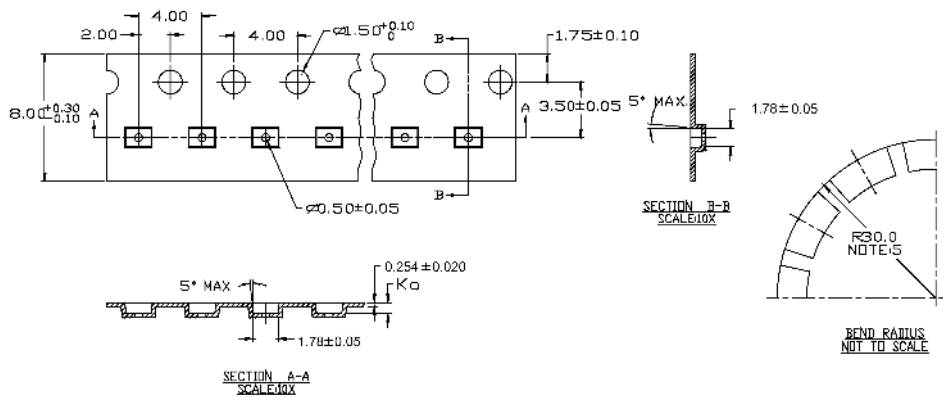 4.00
2.00
4.00
⌀1.50 +0.10 0
B
1.75±0.10
8.00 +0.30 −0.10
A
A
3.50±0.05
5° MAX.
1.78±0.05
B
⌀0.50±0.05
SECTION B-B
SCALE:10X
R30.0
NOTE:5
5° MAX
0.254±0.020
Ko
1.78±0.05
BEND RADIUS
NOT TO SCALE
SECTION A-A
SCALE:10X